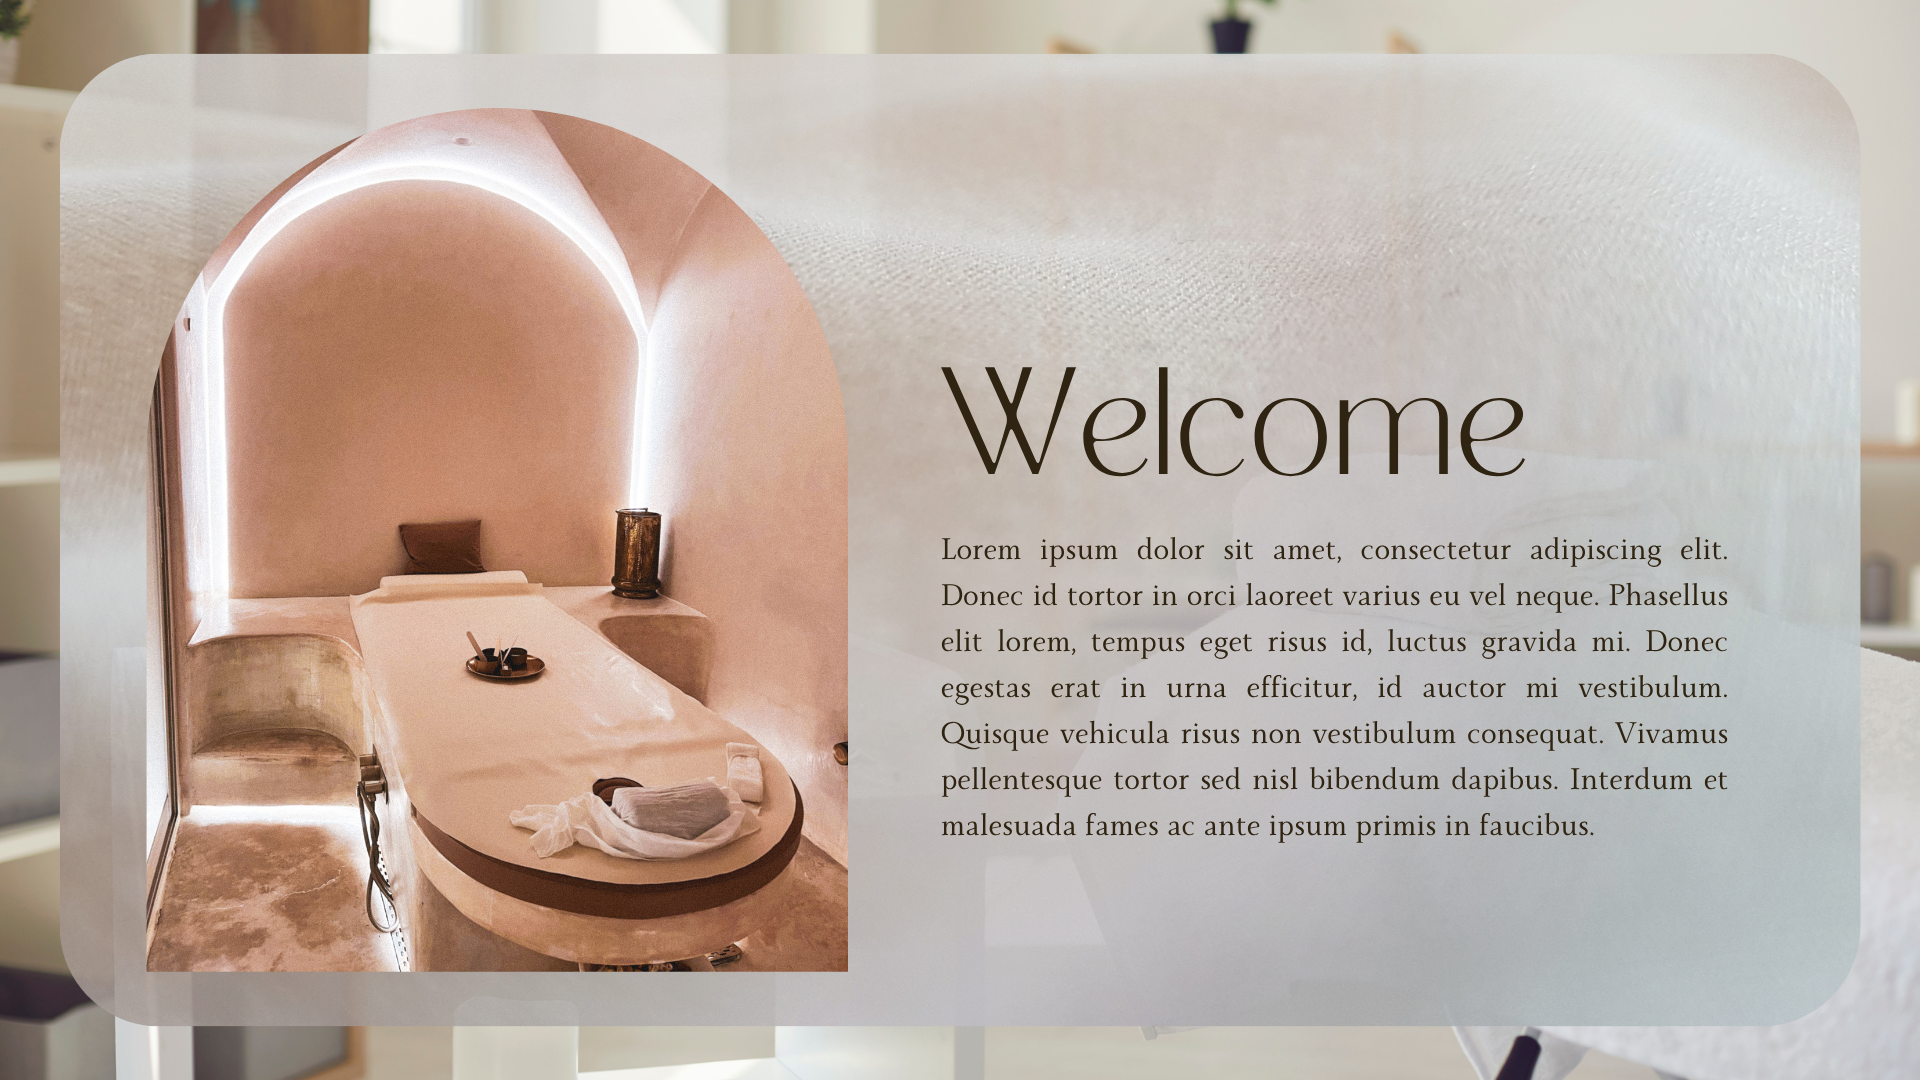 Welcome
Lorem ipsum dolor sit amet, consectetur adipiscing elit.
Donec id tortor in orci laoreet varius eu vel neque. Phasellus
elit lorem, tempus eget risus id, luctus gravida mi. Donec
egestas erat in urna efficitur, id auctor mi vestibulum.
Quisque vehicula risus non vestibulum consequat. Vivamus
pellentesque tortor sed nisl bibendum dapibus. Interdum et
malesuada fames ac ante ipsum primis in faucibus.